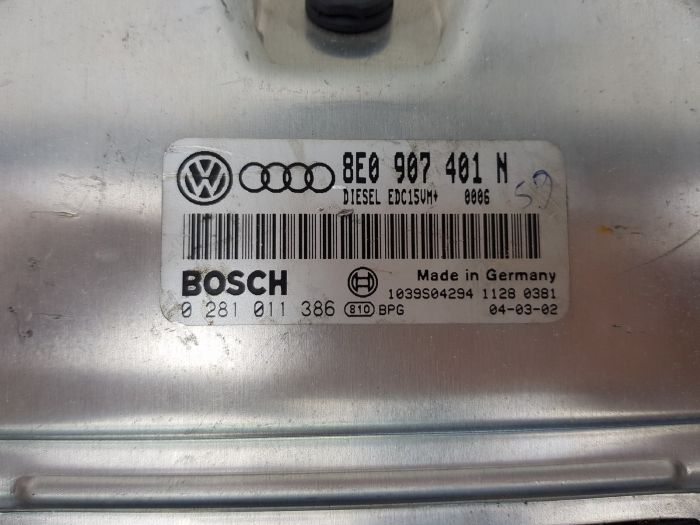 8E0 907 401 N
DIESEL EDC15VM+ 0006
59
BOSCH
Made in Germany
1039S04294 1128 0381
0 281 011 386 810 BPG 04-03-02